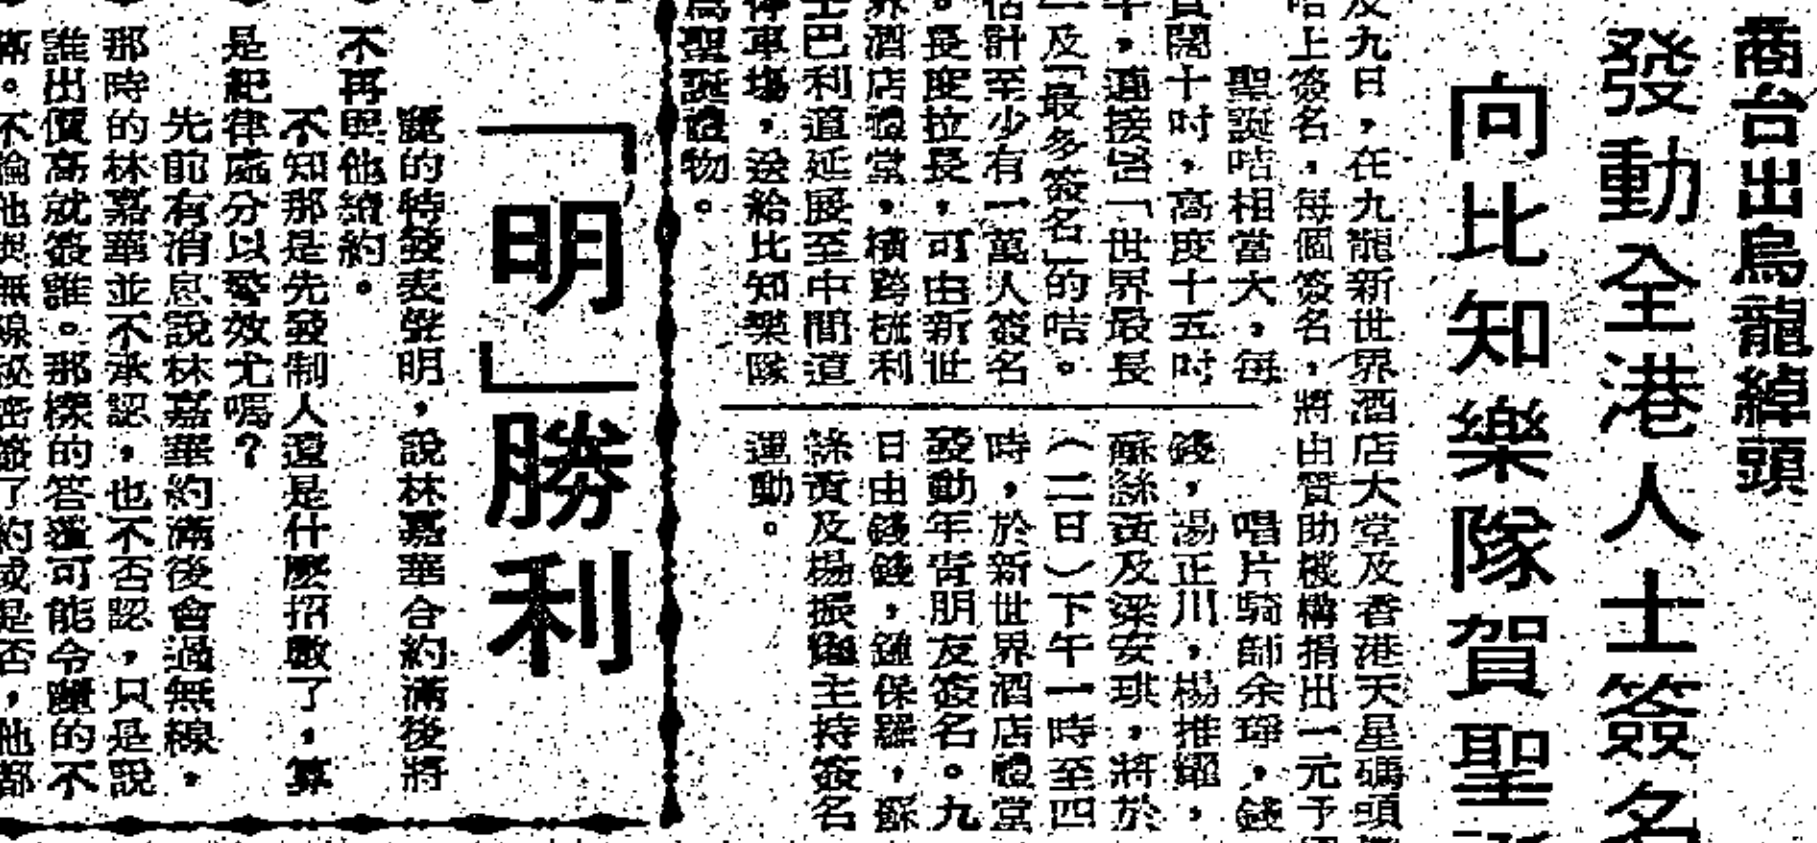 商台出烏龍綽頭
發動全港人士簽名
向比知樂隊賀聖
及九日，在九龍新世界酒店大堂及香港天星碼頭
咭上簽名，每個簽名，將由贊助機構捐出一元予
聖誕咭相當大，每
闊十吋，高度十五吋
年，直接容「世界最長
一及「最多簽名」的咭。
估計至少有一萬人簽名
。長度拉長，可由新世
界酒店禮堂，橫跨梳利
士巴利道延展至中間道
停車場，送給比知樂隊
為聖誕禮物。
唱片騎師余琤，錢
錢，湯正川，楊推鍟，
蘇絲黃及梁安琪，將於
（二日）下午一時至四
時，於新世界酒店禮堂
發動年青朋友簽名。九
日由錢錢，鍾保羅，蘇
絲黃及楊振耀主持簽名
運動。
「明」勝利
麗的特發表聲明，說林嘉華合約滿後將
不再與他續約。
不知那是先發制人還是什麼招數了，算
是紀律處分以警效尤嗎？
先前有消息說林嘉華約滿後會過無線，
那時的林嘉華並不承認，也不否認，只是說
誰出價高就簽誰。那樣的答覆可能令麗的不
滿。不論他與無線秘密簽了約或是否，他都